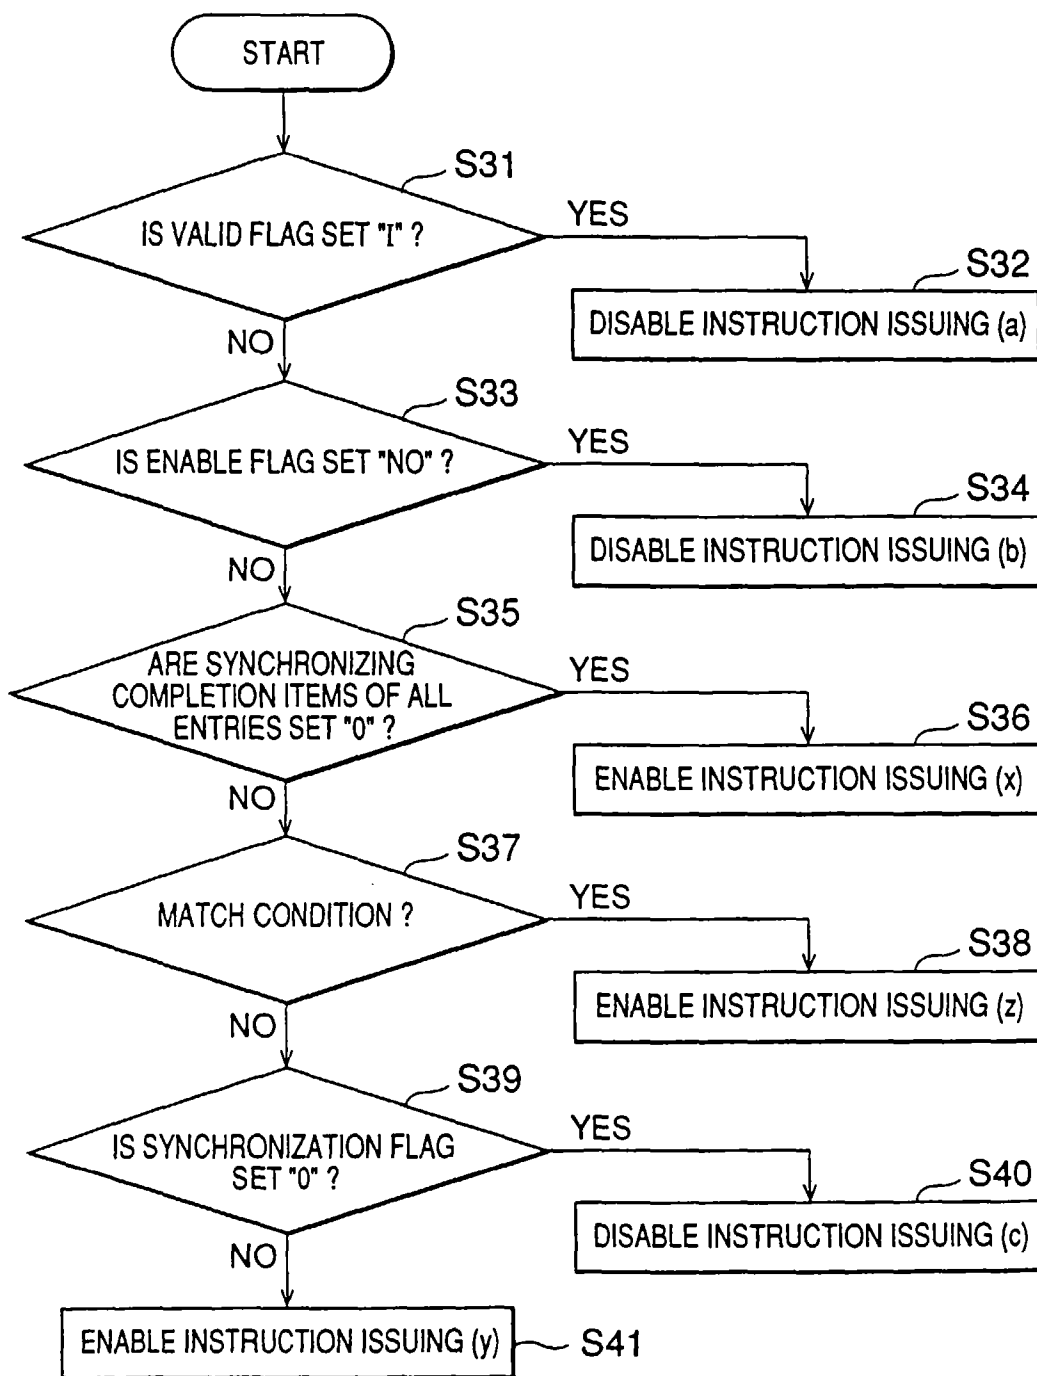 START
S31
IS VALID FLAG SET "I" ?
YES
S32
DISABLE INSTRUCTION ISSUING (a)
NO
S33
IS ENABLE FLAG SET "NO" ?
YES
S34
DISABLE INSTRUCTION ISSUING (b)
NO
S35
ARE SYNCHRONIZING
COMPLETION ITEMS OF ALL
ENTRIES SET "0" ?
YES
S36
ENABLE INSTRUCTION ISSUING (x)
NO
S37
MATCH CONDITION ?
YES
S38
ENABLE INSTRUCTION ISSUING (z)
NO
S39
IS SYNCHRONIZATION FLAG
SET "0" ?
YES
S40
DISABLE INSTRUCTION ISSUING (c)
NO
ENABLE INSTRUCTION ISSUING (y)
S41